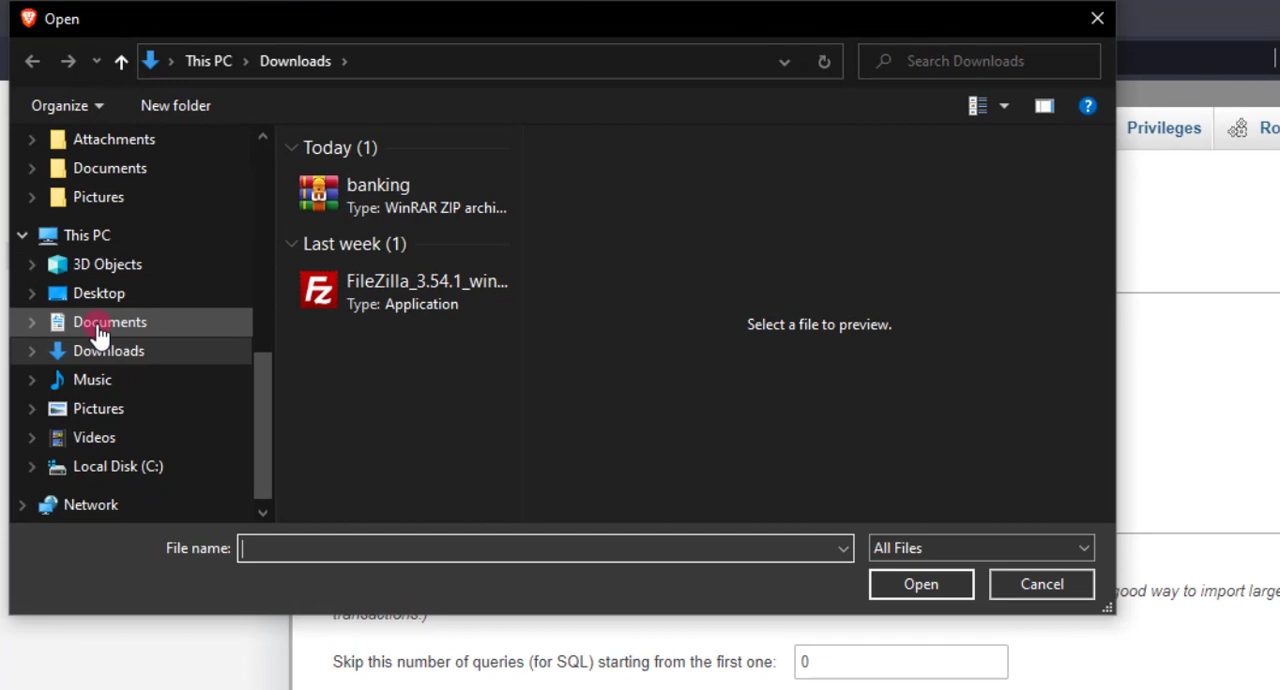 Open
This PC
Downloads
Search Downloads
Organize
New folder
Attachments
Documents
Pictures
This PC
3D Objects
Desktop
Documents
Downloads
Music
Pictures
Videos
Local Disk (C:)
Network
Today (1)
banking
Type: WinRAR ZIP archi...
Last week (1)
FileZilla_3.54.1_win...
Type: Application
Select a file to preview.
File name:
All Files
Open
Cancel
Privileges
Ro
good way to import large
transactions.)
Skip this number of queries (for SQL) starting from the first one: 0